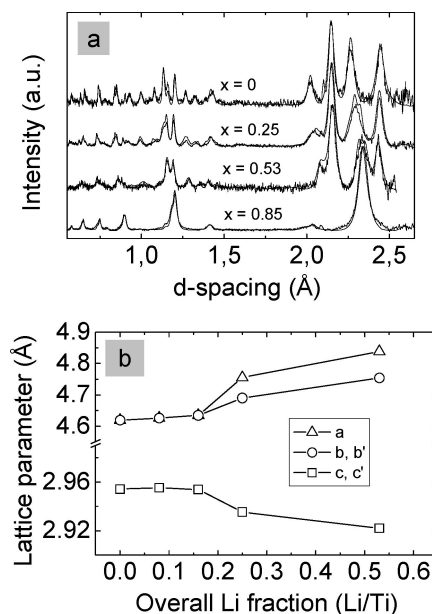 a
Intensity (a.u.)
x = 0
x = 0.25
x = 0.53
x = 0.85
1,0 1,5 2,0 2,5
d-spacing (Å)
b
Lattice parameter (Å)
4.9
4.8
4.7
4.6
2.96
2.92
a
b, b'
c, c'
0.0 0.1 0.2 0.3 0.4 0.5 0.6
Overall Li fraction (Li/Ti)